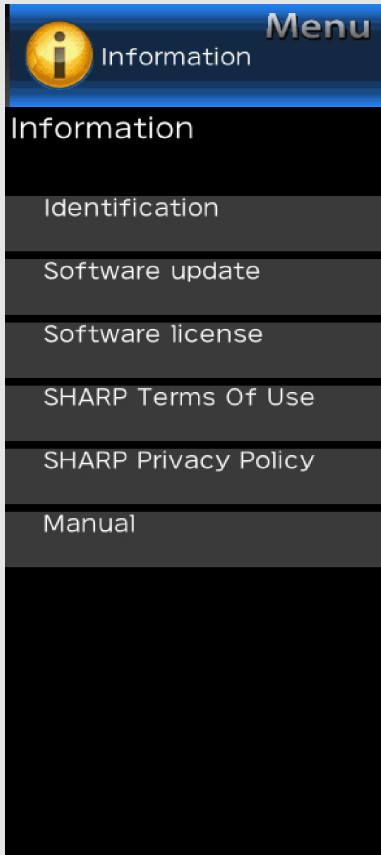 Menu
Information
Information
Identification
Software update
Software license
SHARP Terms Of Use
SHARP Privacy Policy
Manual